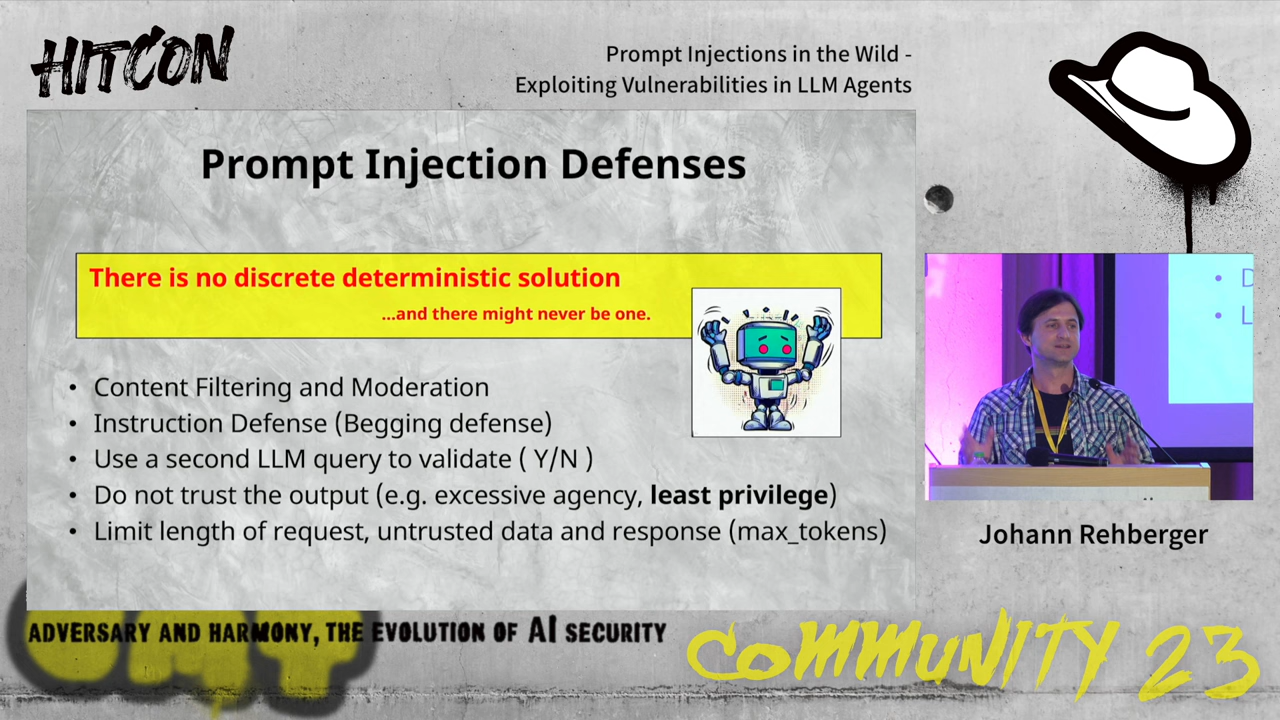 HITCON
Prompt Injections in the Wild -
Exploiting Vulnerabilities in LLM Agents
Prompt Injection Defenses
There is no discrete deterministic solution
...and there might never be one.
• Content Filtering and Moderation
• Instruction Defense (Begging defense)
• Use a second LLM query to validate ( Y/N )
• Do not trust the output (e.g. excessive agency, least privilege)
• Limit length of request, untrusted data and response (max_tokens)
• D
• L
Johann Rehberger
ADVERSARY AND HARMONY, THE EVOLUTION OF AI SECURITY
COMMUNITY 23